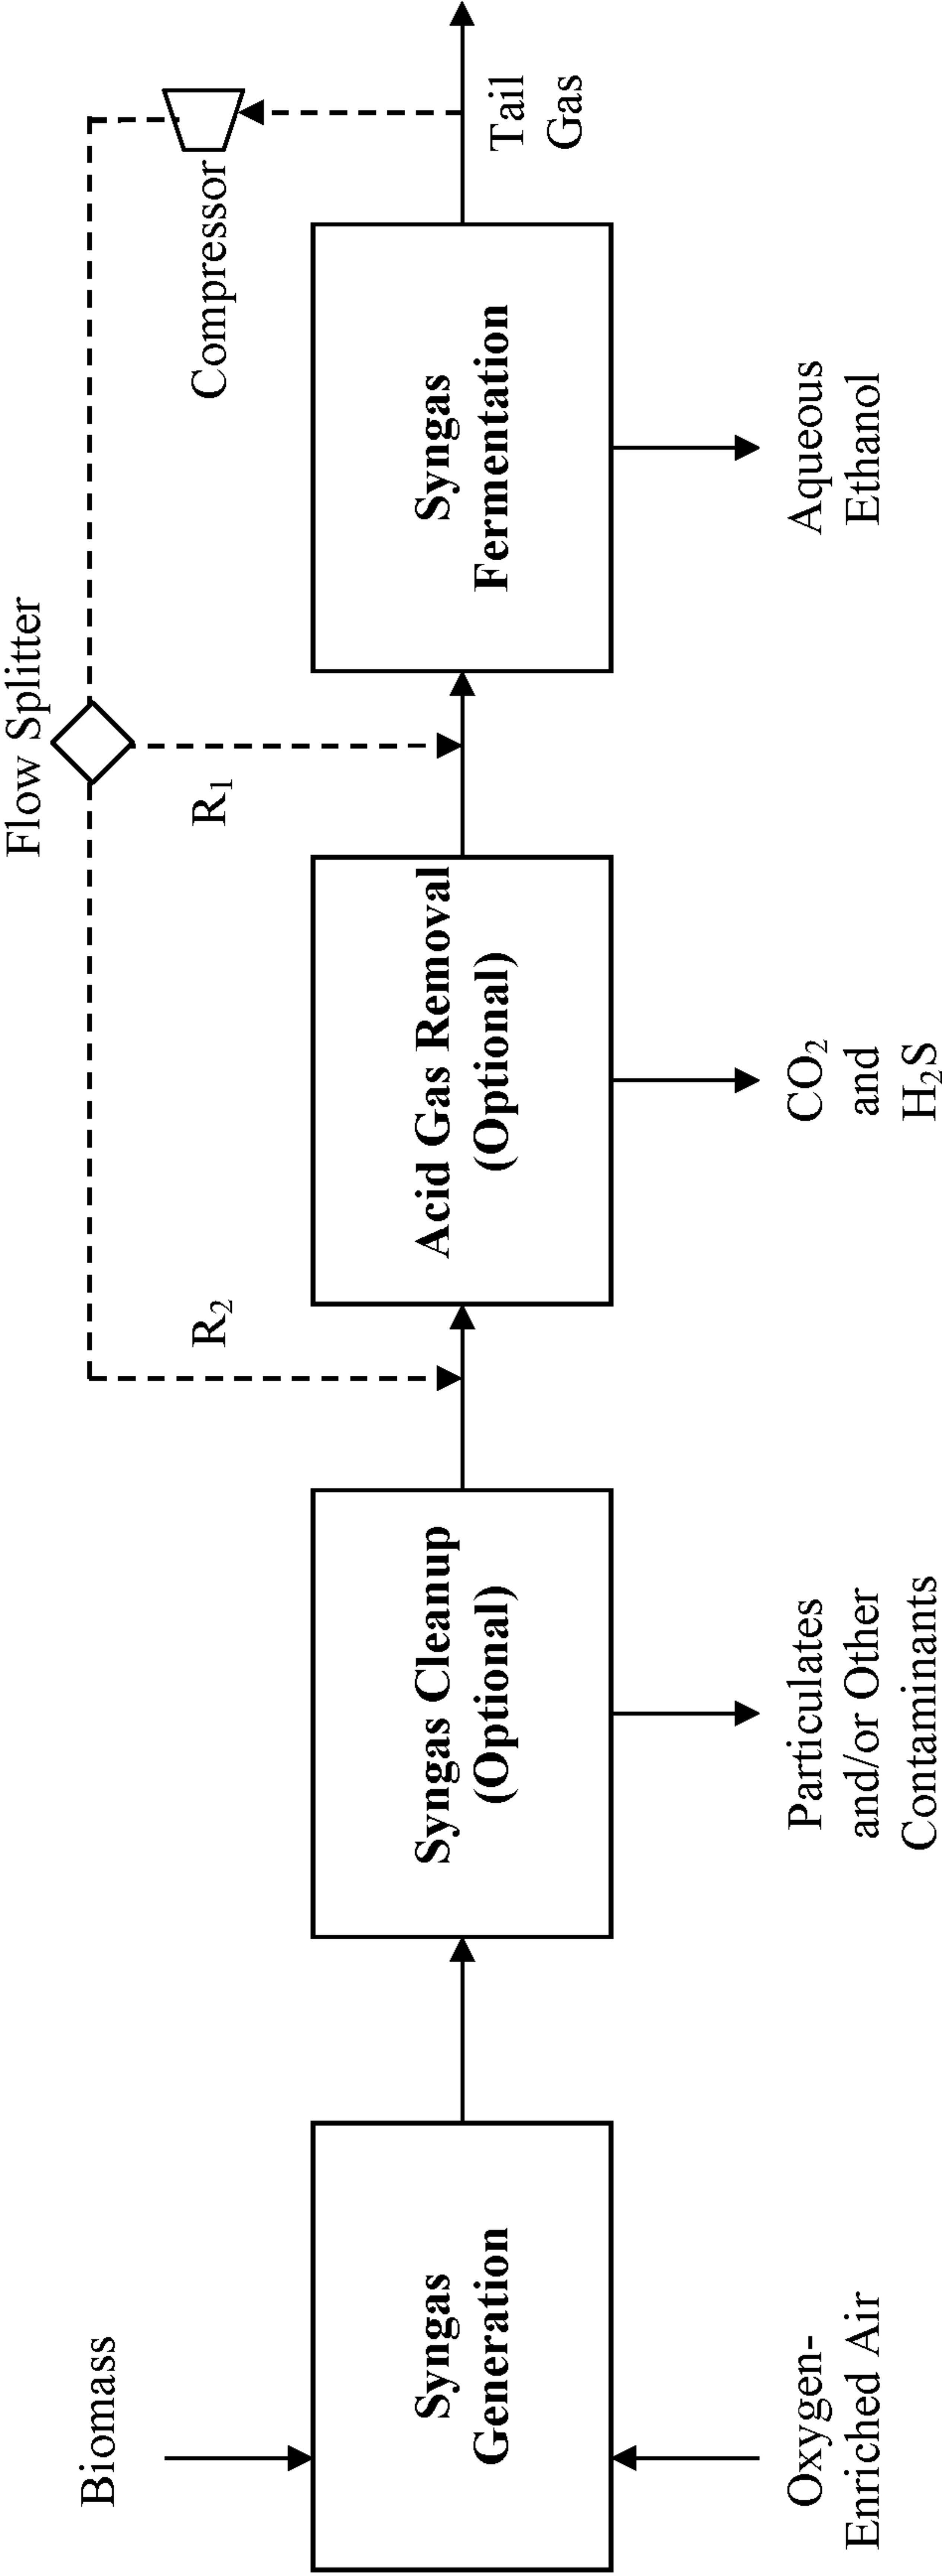 Biomass
Oxygen-
Enriched Air
Syngas
Generation
Syngas Cleanup
(Optional)
Particulates
and/or Other
Contaminants
R₂
Acid Gas Removal
(Optional)
CO₂
and
H₂S
Flow Splitter
R₁
Syngas
Fermentation
Aqueous
Ethanol
Compressor
Tail
Gas